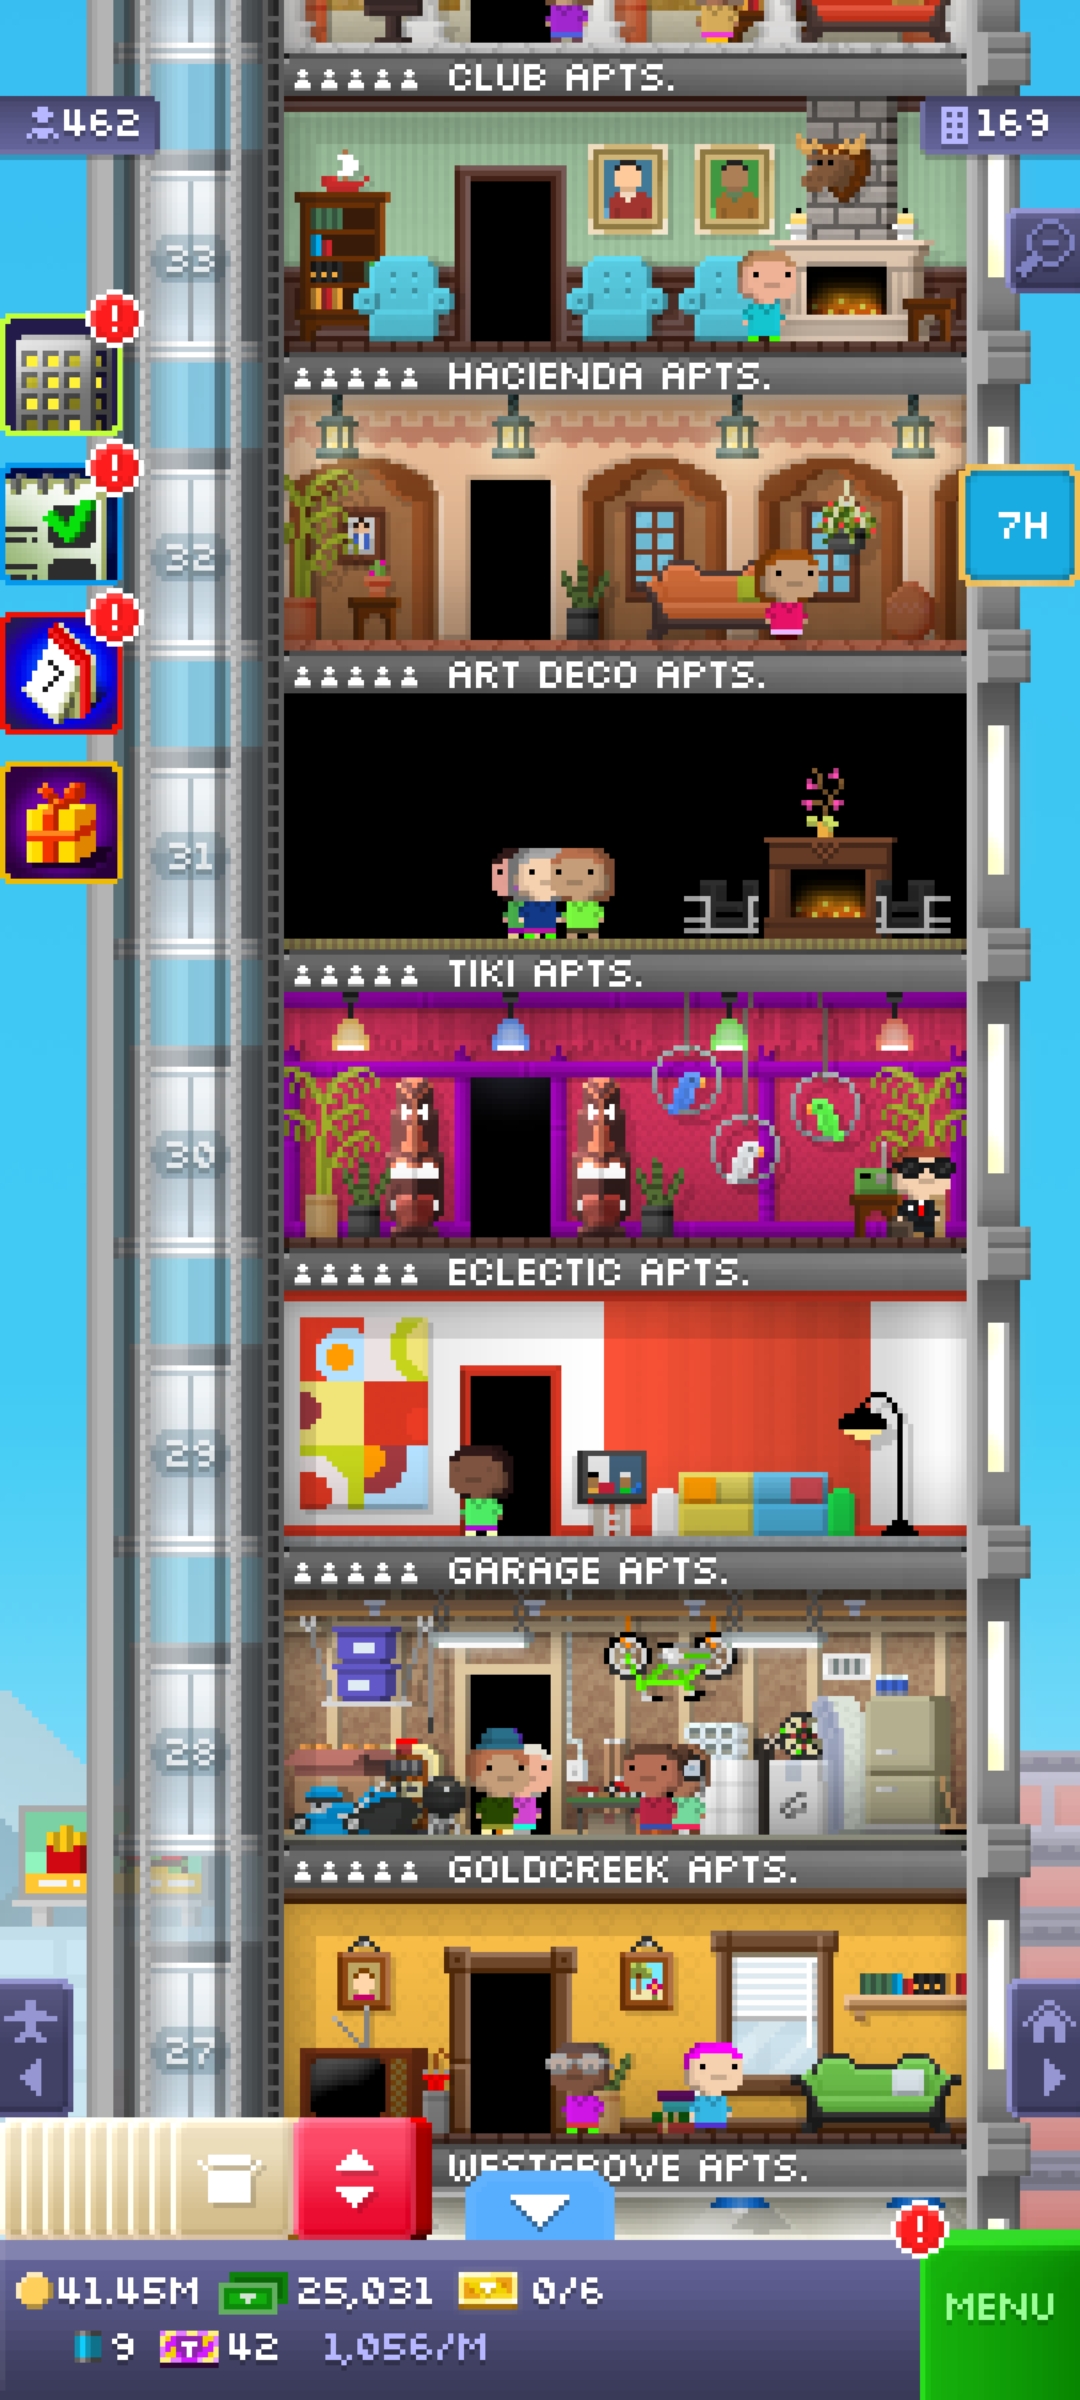 CLUB APTS.
462
169
33
HACIENDA APTS.
7H
32
ART DECO APTS.
31
TIKI APTS.
30
ECLECTIC APTS.
29
GARAGE APTS.
28
GOLDCREEK APTS.
27
WESTGROVE APTS.
41.45M 25,031 0/6
9 42 1,056/M
MENU